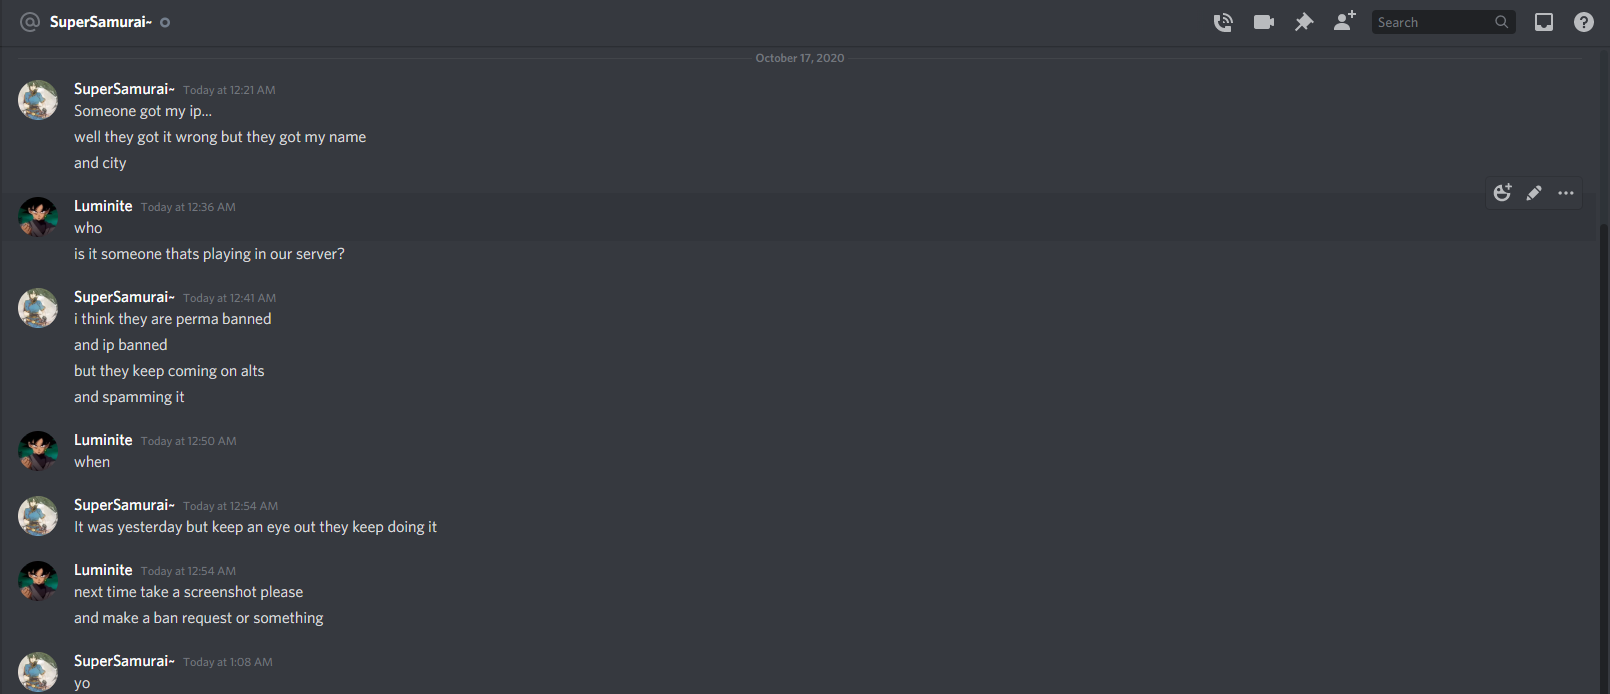 SuperSamurai~
Search
October 17, 2020
SuperSamurai~ Today at 12:21 AM
Someone got my ip...
well they got it wrong but they got my name
and city
Luminite Today at 12:36 AM
who
is it someone thats playing in our server?
SuperSamurai~ Today at 12:41 AM
i think they are perma banned
and ip banned
but they keep coming on alts
and spamming it
Luminite Today at 12:50 AM
when
SuperSamurai~ Today at 12:54 AM
It was yesterday but keep an eye out they keep doing it
Luminite Today at 12:54 AM
next time take a screenshot please
and make a ban request or something
SuperSamurai~ Today at 1:08 AM
yo